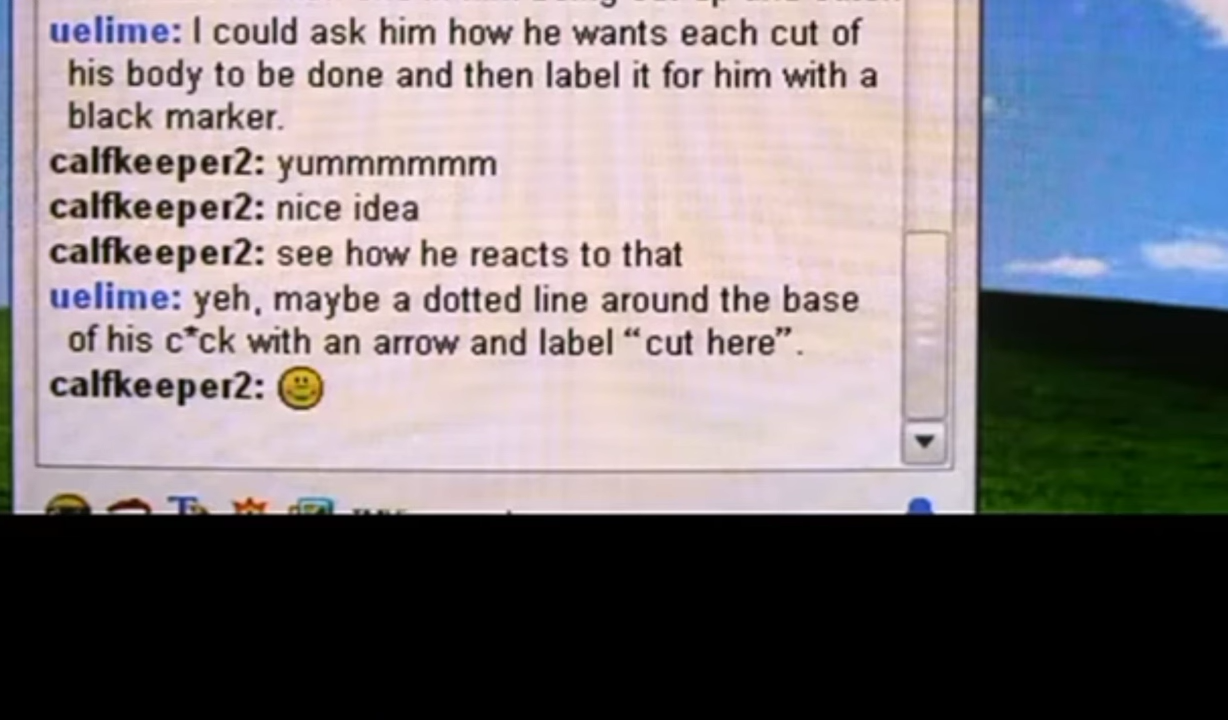 uelime: I could ask him how he wants each cut of
his body to be done and then label it for him with a
black marker.
calfkeeper2: yummmmmm
calfkeeper2: nice idea
calfkeeper2: see how he reacts to that
uelime: yeh, maybe a dotted line around the base
of his c*ck with an arrow and label “cut here”.
calfkeeper2: